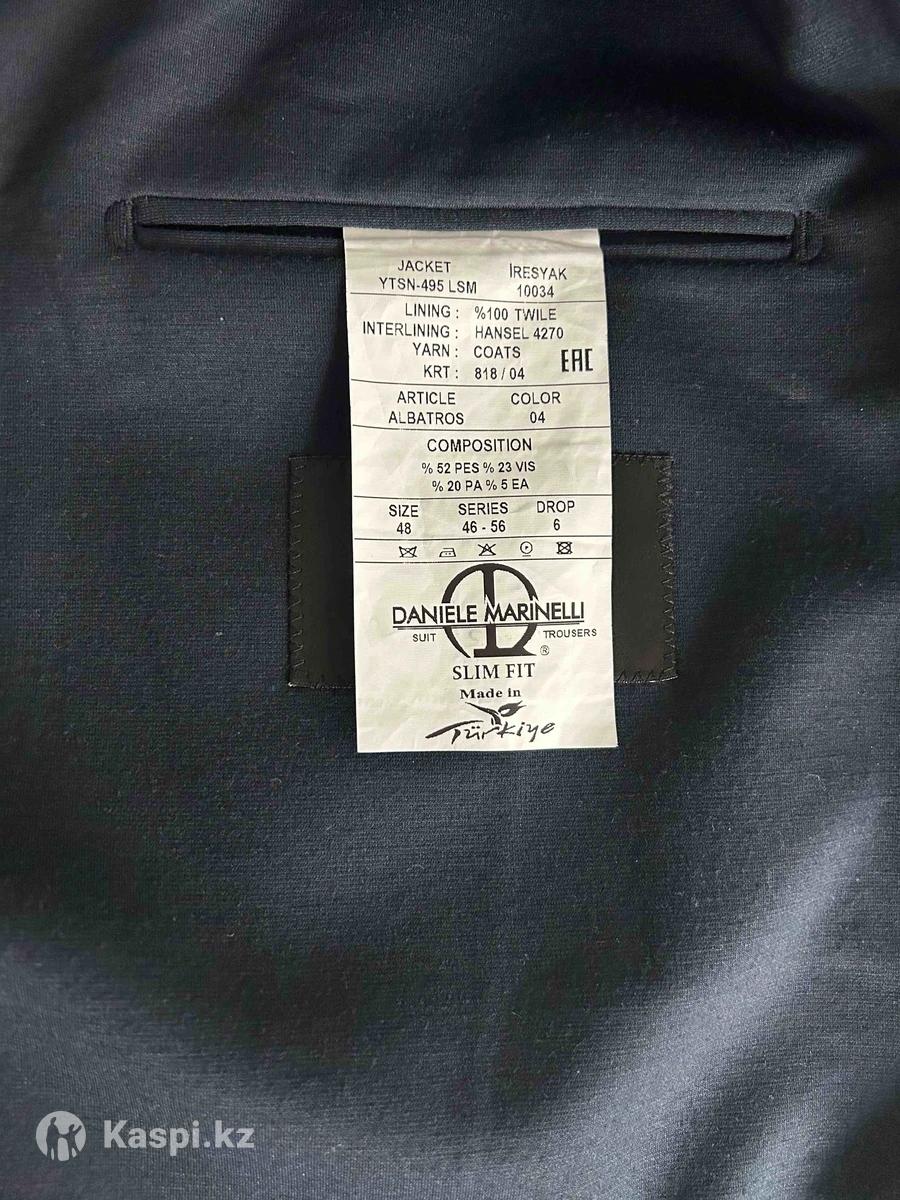 JACKET İRESYAK
YTSN-495 LSM 10034
LINING : %100 TWILE
INTERLINING : HANSEL 4270
YARN : COATS
EAC
KRT : 818 / 04
ARTICLE COLOR
ALBATROS 04
COMPOSITION
% 52 PES % 23 VIS
% 20 PA % 5 EA
SIZE SERIES DROP
48 46 - 56 6
DANIELE MARINELLI
SUIT TROUSERS
®
SLIM FIT
Made in
Türkiye
Kaspi.kz